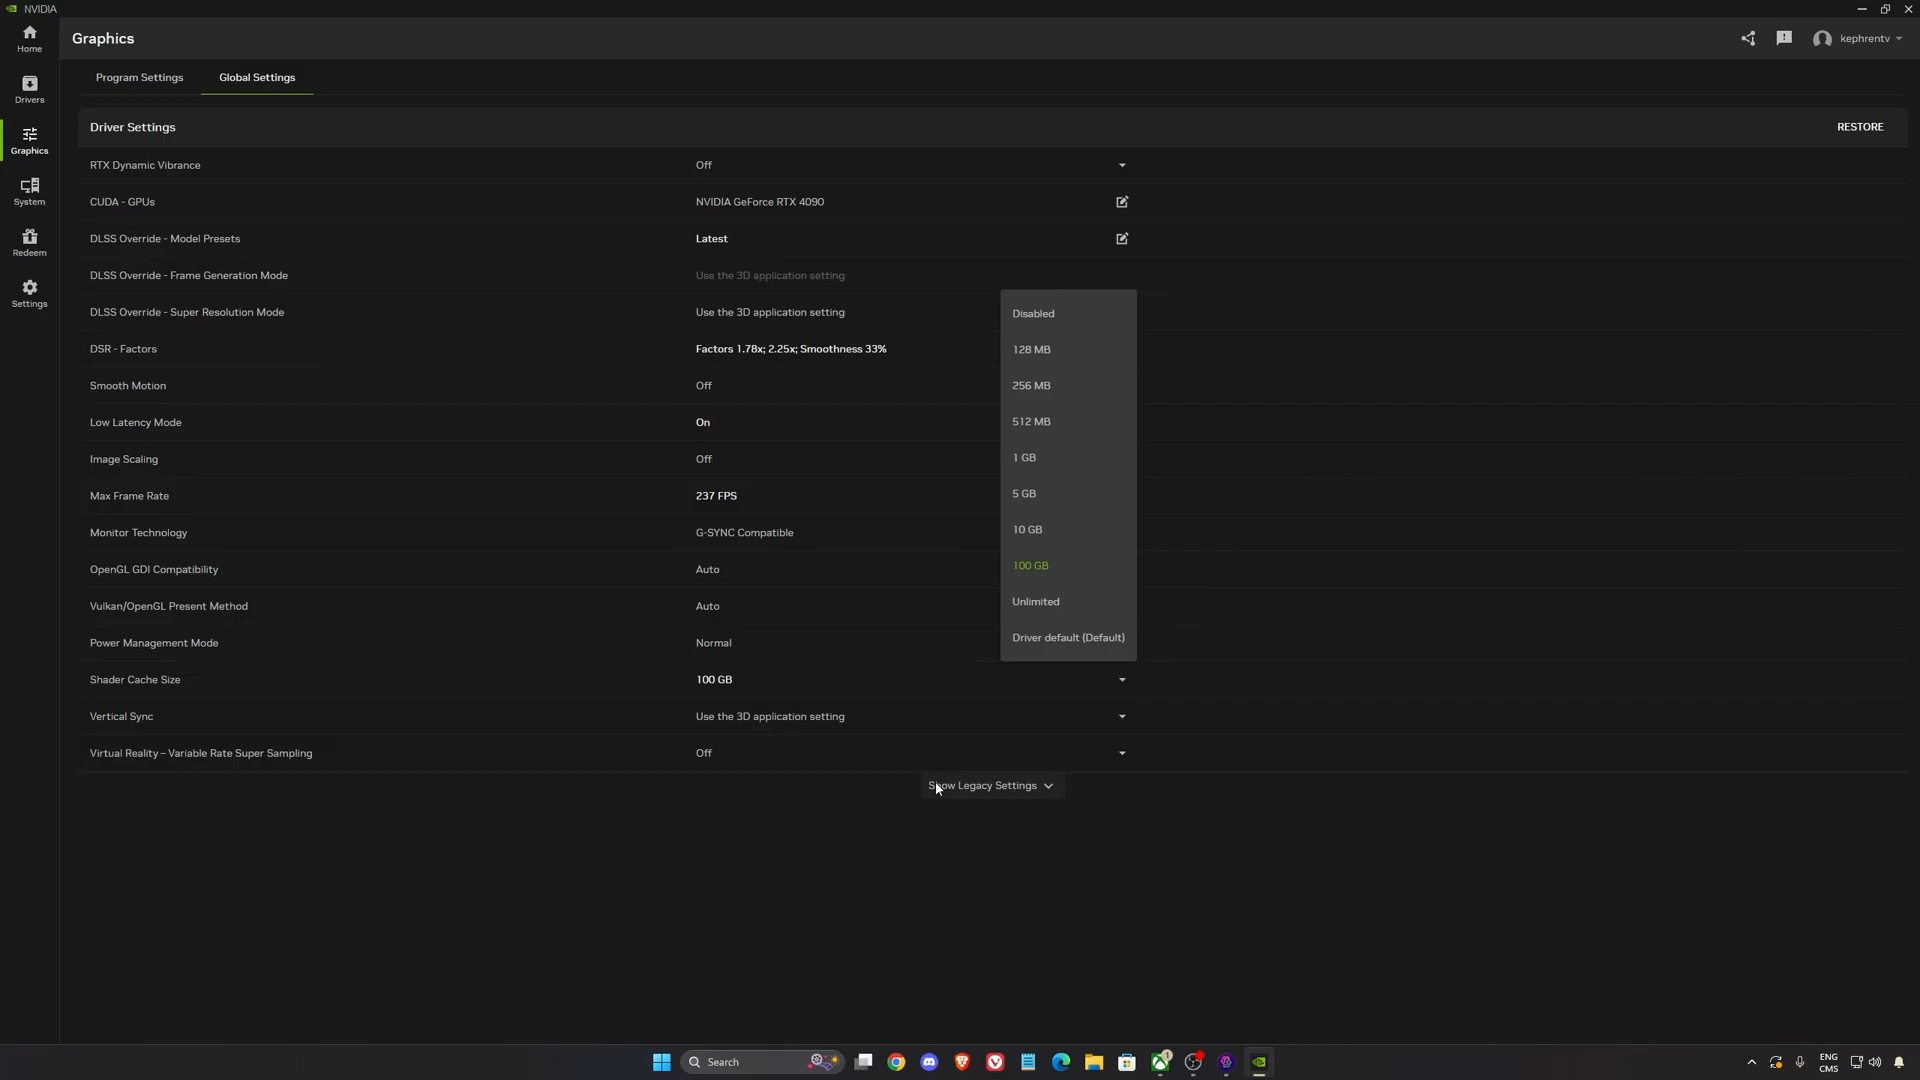 NVIDIA
Home
Drivers
Graphics
System
Redeem
Settings
Graphics
kephrentv
Program Settings
Global Settings
Driver Settings
RESTORE
RTX Dynamic Vibrance
Off
CUDA - GPUs
NVIDIA GeForce RTX 4090
DLSS Override - Model Presets
Latest
DLSS Override - Frame Generation Mode
Use the 3D application setting
DLSS Override - Super Resolution Mode
Use the 3D application setting
DSR - Factors
Factors 1.78x; 2.25x; Smoothness 33%
Smooth Motion
Off
Low Latency Mode
On
Image Scaling
Off
Max Frame Rate
237 FPS
Monitor Technology
G-SYNC Compatible
OpenGL GDI Compatibility
Auto
Vulkan/OpenGL Present Method
Auto
Power Management Mode
Normal
Shader Cache Size
100 GB
Vertical Sync
Use the 3D application setting
Virtual Reality – Variable Rate Super Sampling
Off
Disabled
128 MB
256 MB
512 MB
1 GB
5 GB
10 GB
100 GB
Unlimited
Driver default (Default)
Show Legacy Settings
Search
1
ENG
CMS